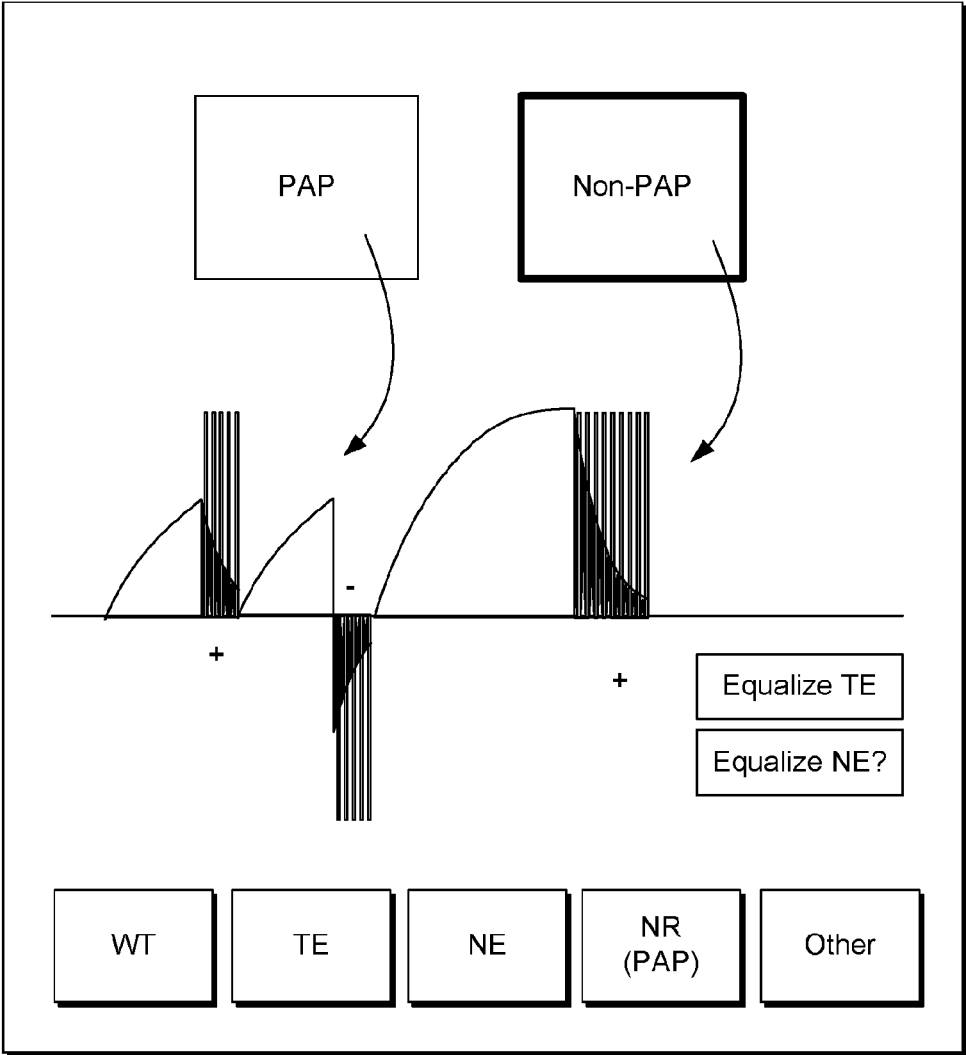 PAP
Non-PAP
-
+
+
Equalize TE
Equalize NE?
WT
TE
NE
NR
(PAP)
Other